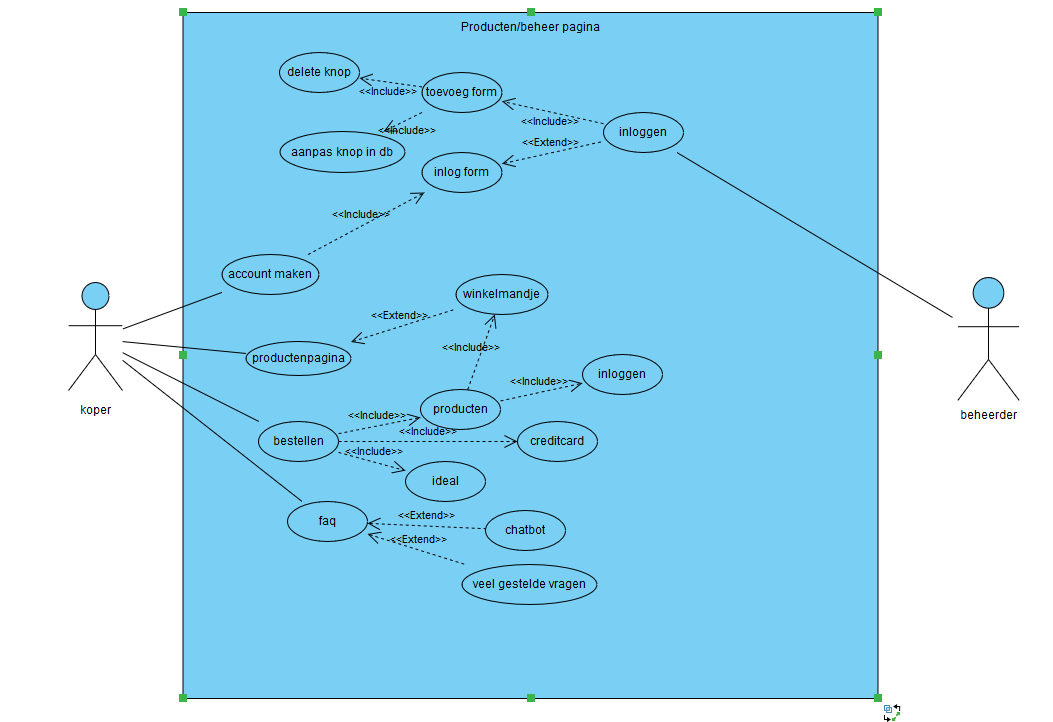 Producten/beheer pagina
delete knop
<<Include>>
toevoeg form
<<Include>>
<<Include>>
inloggen
aanpas knop in db
<<Extend>>
inlog form
<<Include>>
account maken
winkelmandje
<<Extend>>
<<Include>>
productenpagina
inloggen
<<Include>>
koper
producten
beheerder
<<Include>>
<<Include>>
bestellen
creditcard
<<Include>>
ideal
<<Extend>>
faq
chatbot
<<Extend>>
veel gestelde vragen